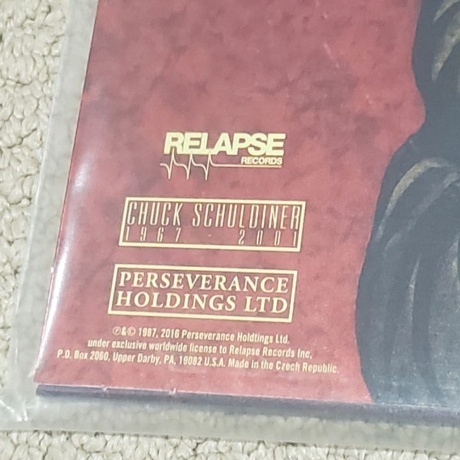 RELAPSE
RECORDS
CHUCK SCHULDINER
1967 - 2001
PERSEVERANCE
HOLDINGS LTD
℗&© 1987, 2016 Perseverance Holdtings Ltd.
under exclusive worldwide license to Relapse Records Inc,
P.O. Box 2060, Upper Darby, PA, 19082 U.S.A. Made in the Czech Republic.